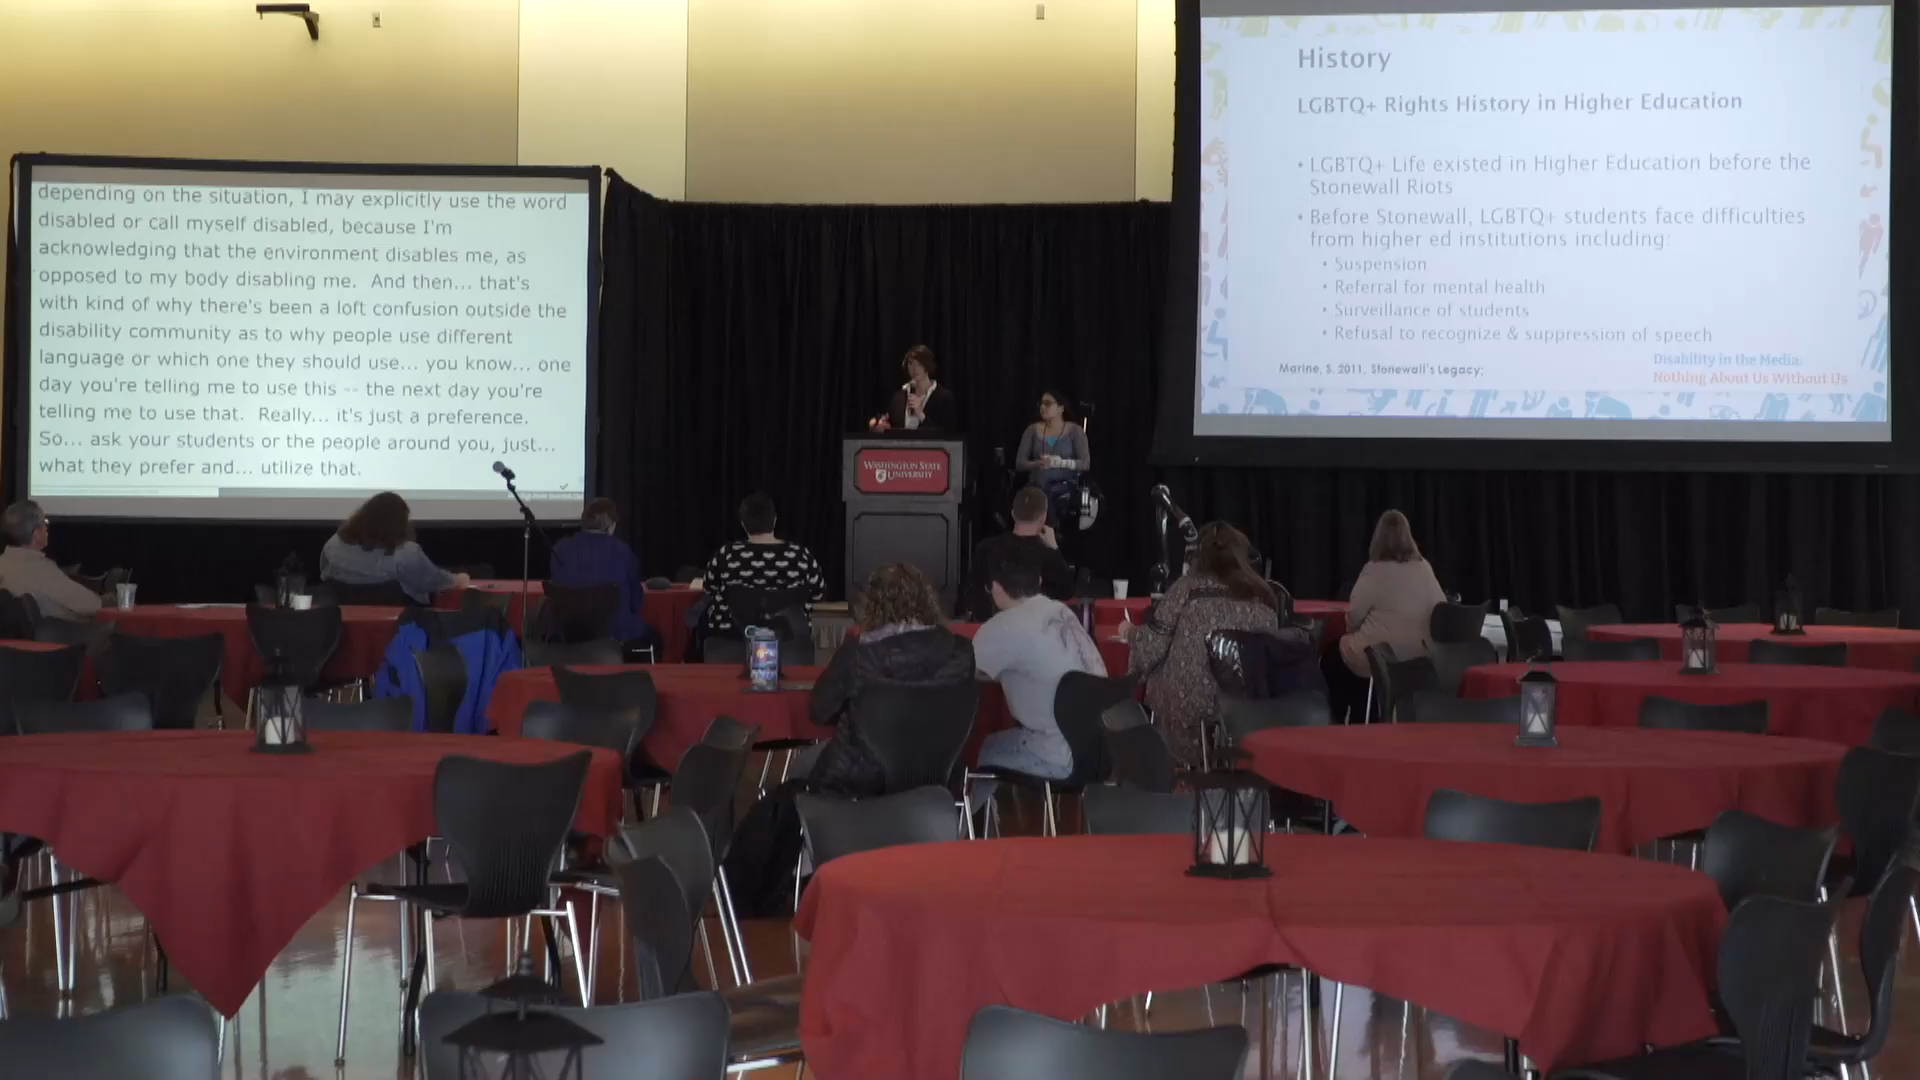 depending on the situation, I may explicitly use the word
disabled or call myself disabled, because I'm
acknowledging that the environment disables me, as
opposed to my body disabling me. And then... that's
with kind of why there's been a loft confusion outside the
disability community as to why people use different
language or which one they should use... you know... one
day you're telling me to use this -- the next day you're
telling me to use that. Really... it's just a preference.
So... ask your students or the people around you, just...
what they prefer and... utilize that.
WASHINGTON STATE
UNIVERSITY
History
LGBTQ+ Rights History in Higher Education
• LGBTQ+ Life existed in Higher Education before the
Stonewall Riots
• Before Stonewall, LGBTQ+ students face difficulties
from higher ed institutions including:
• Suspension
• Referral for mental health
• Surveillance of students
• Refusal to recognize & suppression of speech
Marine, S. 2011, Stonewall's Legacy;
Disability in the Media:
Nothing About Us Without Us